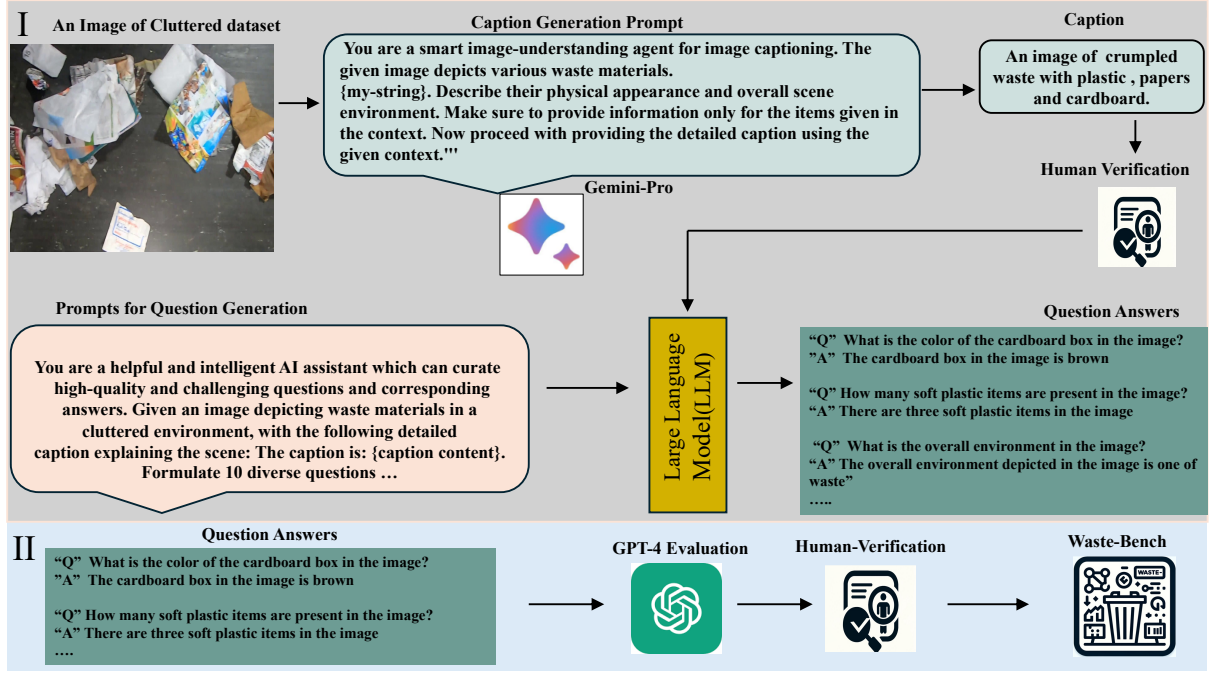 I
An Image of Cluttered dataset
Caption Generation Prompt
You are a smart image-understanding agent for image captioning. The
given image depicts various waste materials.
{my-string}. Describe their physical appearance and overall scene
environment. Make sure to provide information only for the items given in
the context. Now proceed with providing the detailed caption using the
given context.'''
Gemini-Pro
Caption
An image of crumpled
waste with plastic , papers
and cardboard.
Human Verification
Prompts for Question Generation
You are a helpful and intelligent AI assistant which can curate
high-quality and challenging questions and corresponding
answers. Given an image depicting waste materials in a
cluttered environment, with the following detailed
caption explaining the scene: The caption is: {caption content}.
Formulate 10 diverse questions …
Large Language
Model(LLM)
Question Answers
“Q” What is the color of the cardboard box in the image?
”A” The cardboard box in the image is brown
“Q” How many soft plastic items are present in the image?
“A” There are three soft plastic items in the image
“Q” What is the overall environment in the image?
“A” The overall environment depicted in the image is one of
waste”
…..
II
Question Answers
“Q” What is the color of the cardboard box in the image?
”A” The cardboard box in the image is brown
“Q” How many soft plastic items are present in the image?
“A” There are three soft plastic items in the image
….
GPT-4 Evaluation
Human-Verification
Waste-Bench
WASTE-